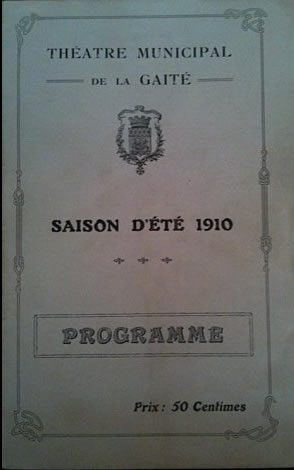 THÉATRE MUNICIPAL
DE LA GAITÉ
SAISON D'ÉTÉ 1910
PROGRAMME
Prix : 50 Centimes